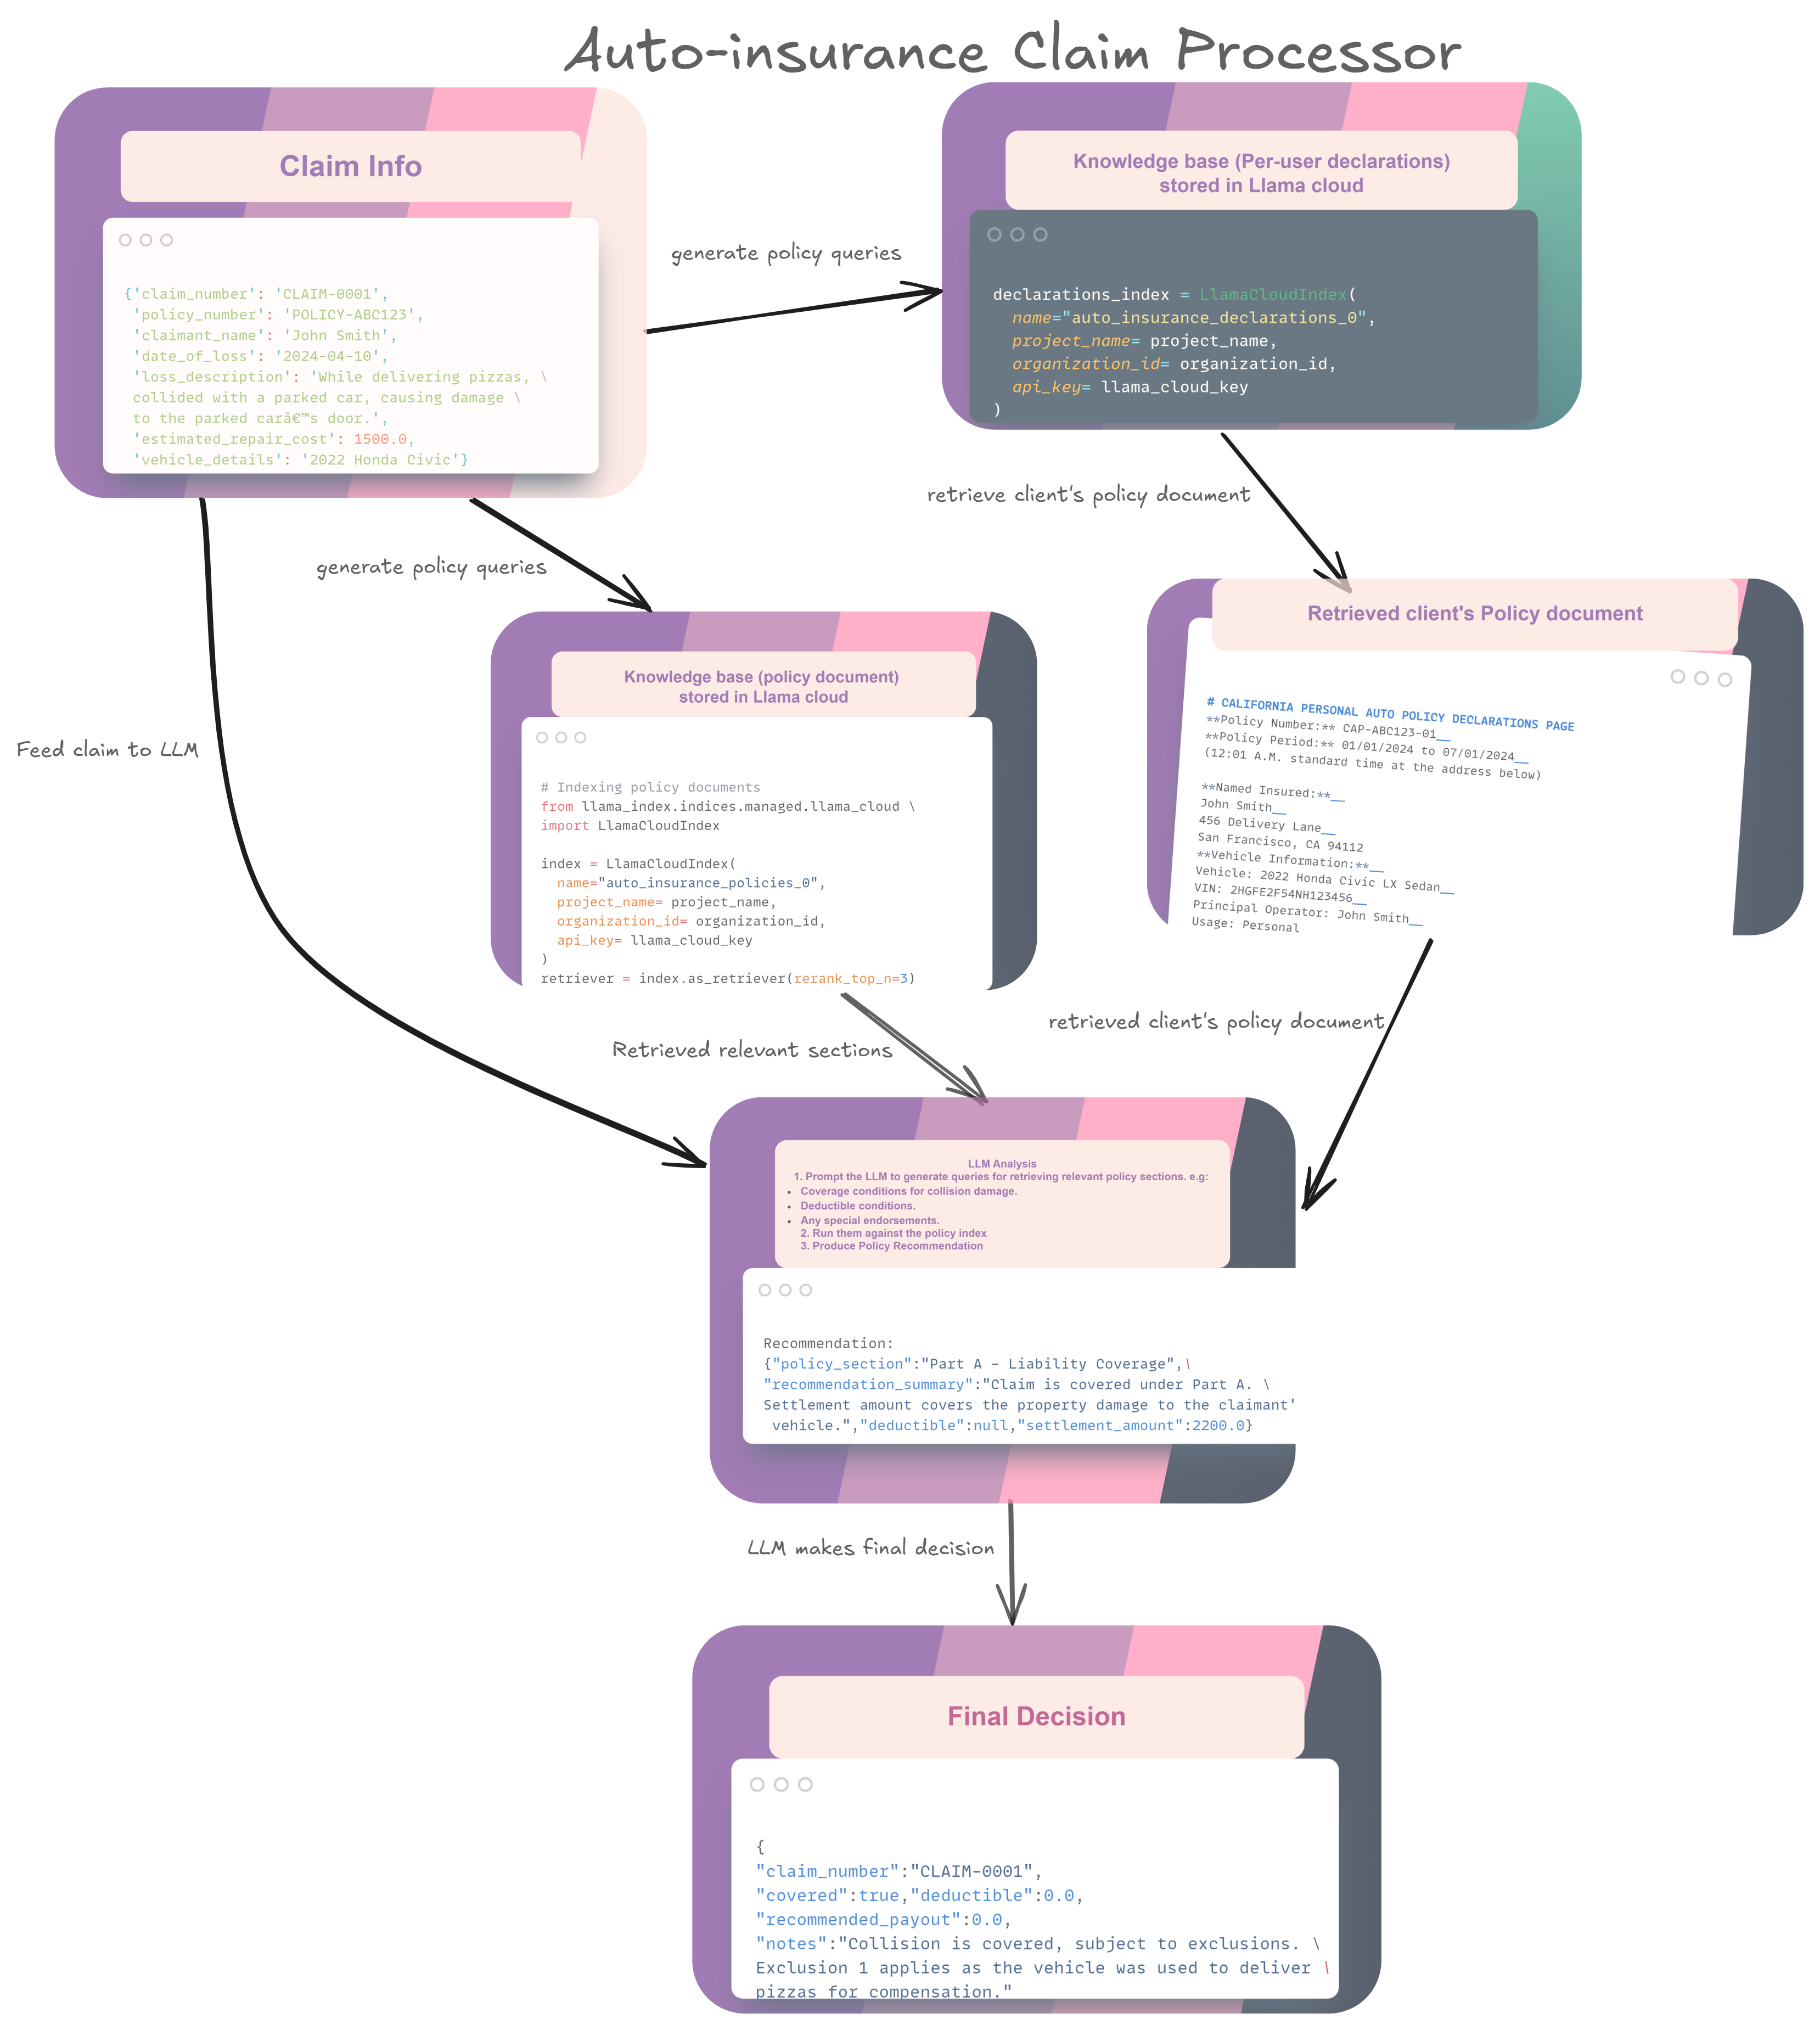 Auto-insurance Claim Processor
Claim Info
{'claim_number': 'CLAIM-0001',
'policy_number': 'POLICY-ABC123',
'claimant_name': 'John Smith',
'date_of_loss': '2024-04-10',
'loss_description': 'While delivering pizzas, \
collided with a parked car, causing damage \
to the parked carâ€™s door.',
'estimated_repair_cost': 1500.0,
'vehicle_details': '2022 Honda Civic'}
generate policy queries
Knowledge base (Per-user declarations)
stored in Llama cloud
declarations_index = LlamaCloudIndex(
name="auto_insurance_declarations_0",
project_name= project_name,
organization_id= organization_id,
api_key= llama_cloud_key
)
retrieve client's policy document
generate policy queries
Feed claim to LLM
Knowledge base (policy document)
stored in Llama cloud
# Indexing policy documents
from llama_index.indices.managed.llama_cloud \
import LlamaCloudIndex
index = LlamaCloudIndex(
name="auto_insurance_policies_0",
project_name= project_name,
organization_id= organization_id,
api_key= llama_cloud_key
)
retriever = index.as_retriever(rerank_top_n=3)
Retrieved client's Policy document
# CALIFORNIA PERSONAL AUTO POLICY DECLARATIONS PAGE
**Policy Number:** CAP-ABC123-01__
**Policy Period:** 01/01/2024 to 07/01/2024__
(12:01 A.M. standard time at the address below)
**Named Insured:**__
John Smith__
456 Delivery Lane__
San Francisco, CA 94112
**Vehicle Information:**__
Vehicle: 2022 Honda Civic LX Sedan__
VIN: 2HGFE2F54NH123456__
Principal Operator: John Smith__
Usage: Personal
Retrieved relevant sections
retrieved client's policy document
LLM Analysis
1. Prompt the LLM to generate queries for retrieving relevant policy sections. e.g:
• Coverage conditions for collision damage.
• Deductible conditions.
• Any special endorsements.
2. Run them against the policy index
3. Produce Policy Recommendation
Recommendation:
{"policy_section":"Part A - Liability Coverage",\
"recommendation_summary":"Claim is covered under Part A. \
Settlement amount covers the property damage to the claimant'
vehicle.","deductible":null,"settlement_amount":2200.0}
LLM makes final decision
Final Decision
{
"claim_number":"CLAIM-0001",
"covered":true,"deductible":0.0,
"recommended_payout":0.0,
"notes":"Collision is covered, subject to exclusions. \
Exclusion 1 applies as the vehicle was used to deliver \
pizzas for compensation."